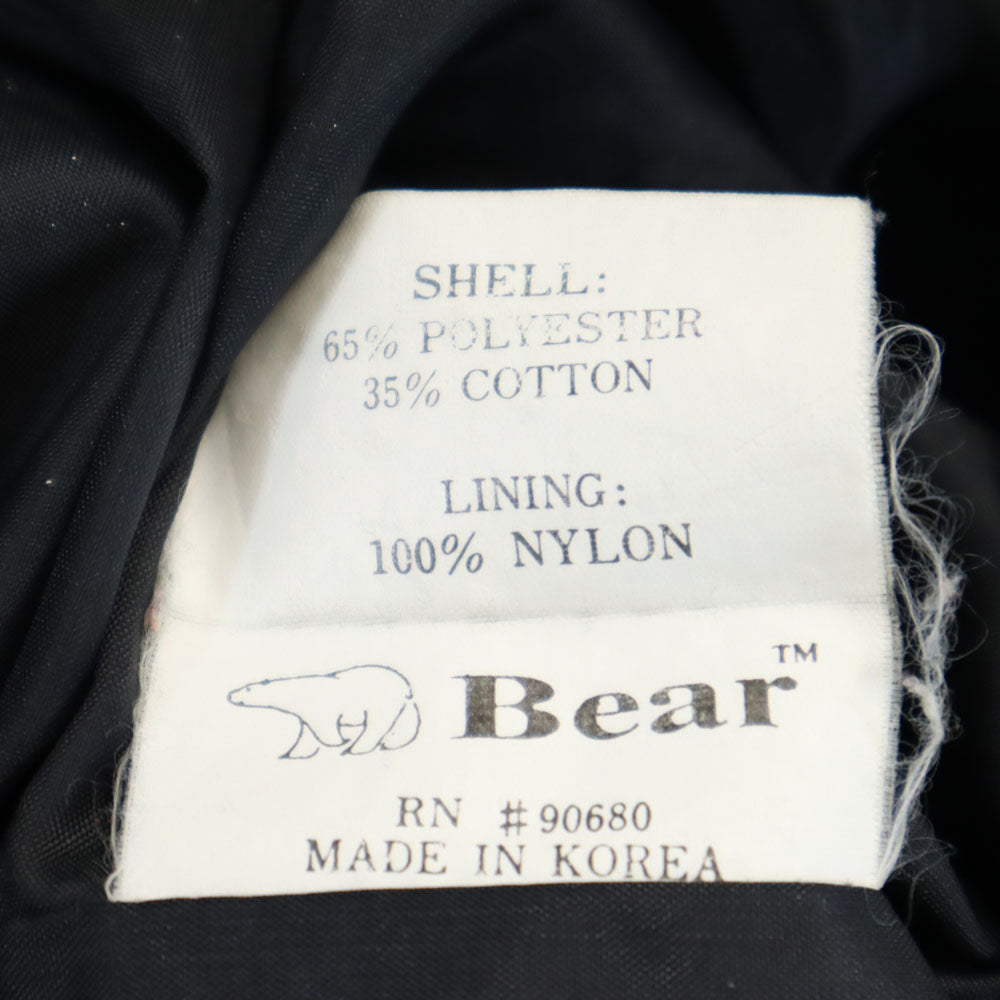 SHELL:
65% POLYESTER
35% COTTON
LINING:
100% NYLON
Bear™
RN #90680
MADE IN KOREA